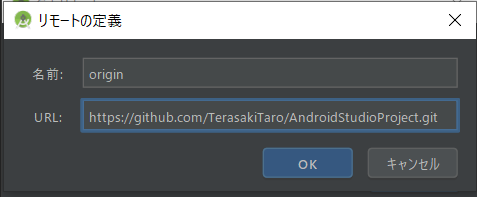 リモートの定義
名前:
origin
URL:
https://github.com/TerasakiTaro/AndroidStudioProject.git
OK
キャンセル